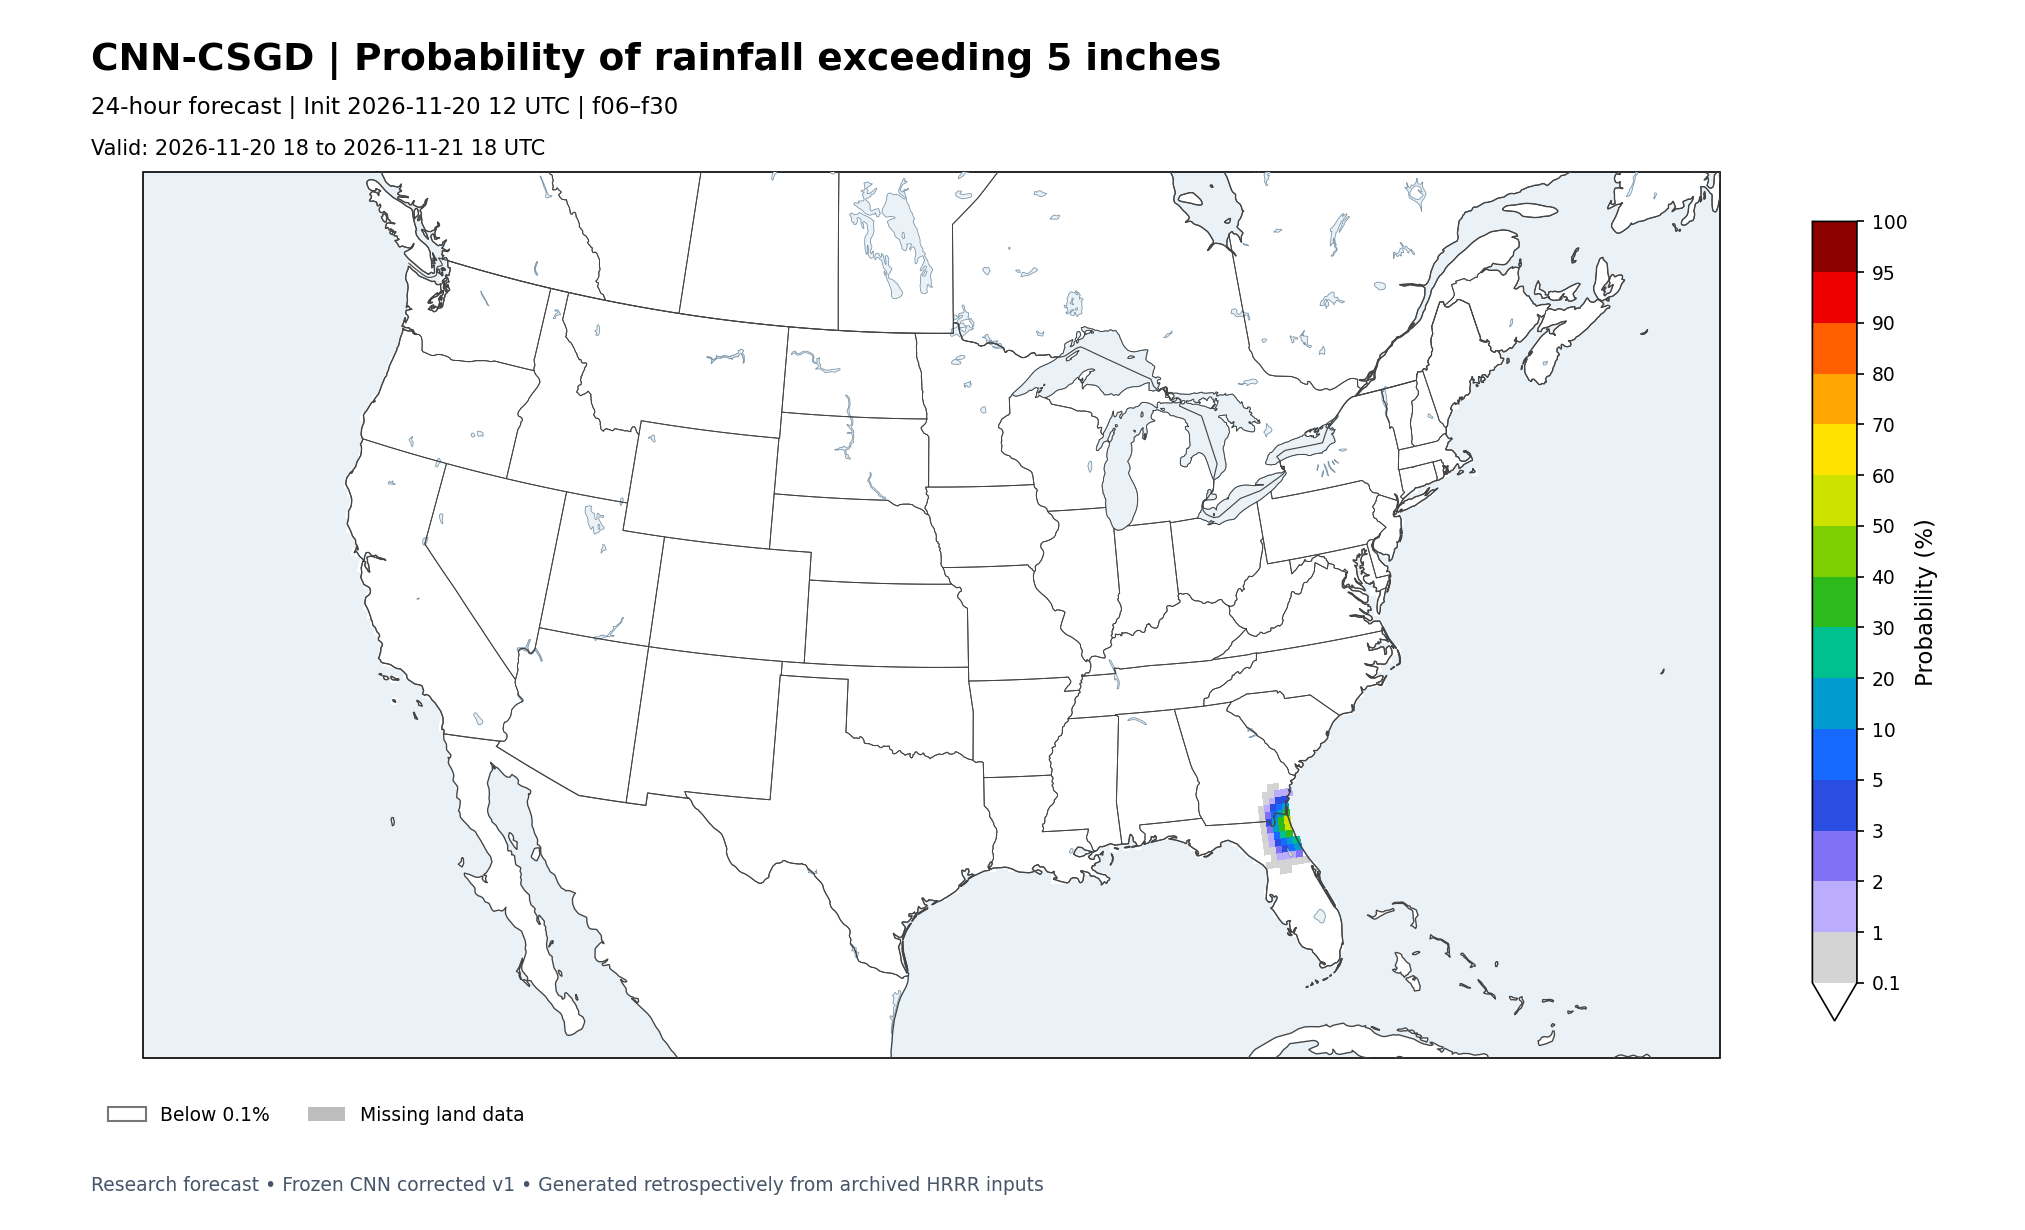 CNN-CSGD | Probability of rainfall exceeding 5 inches
24-hour forecast | Init 2026-11-20 12 UTC | f06–f30
Valid: 2026-11-20 18 to 2026-11-21 18 UTC
100
95
90
80
70
60
50
40
30
20
10
5
3
2
1
0.1
Probability (%)
Below 0.1%
Missing land data
Research forecast • Frozen CNN corrected v1 • Generated retrospectively from archived HRRR inputs